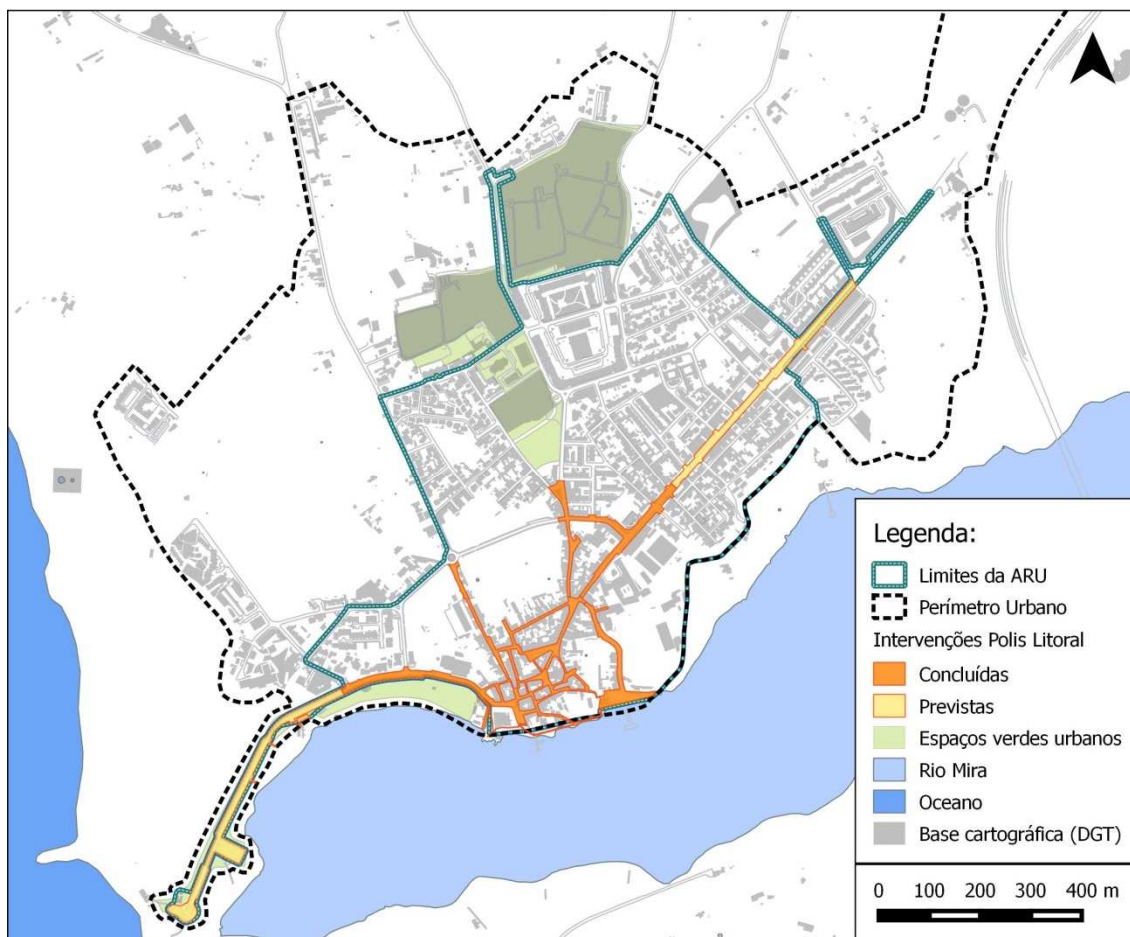 Legenda:
Limites da ARU
Perímetro Urbano
Intervenções Polis Litoral
Concluídas
Previstas
Espaços verdes urbanos
Rio Mira
Oceano
Base cartográfica (DGT)
0 100 200 300 400 m